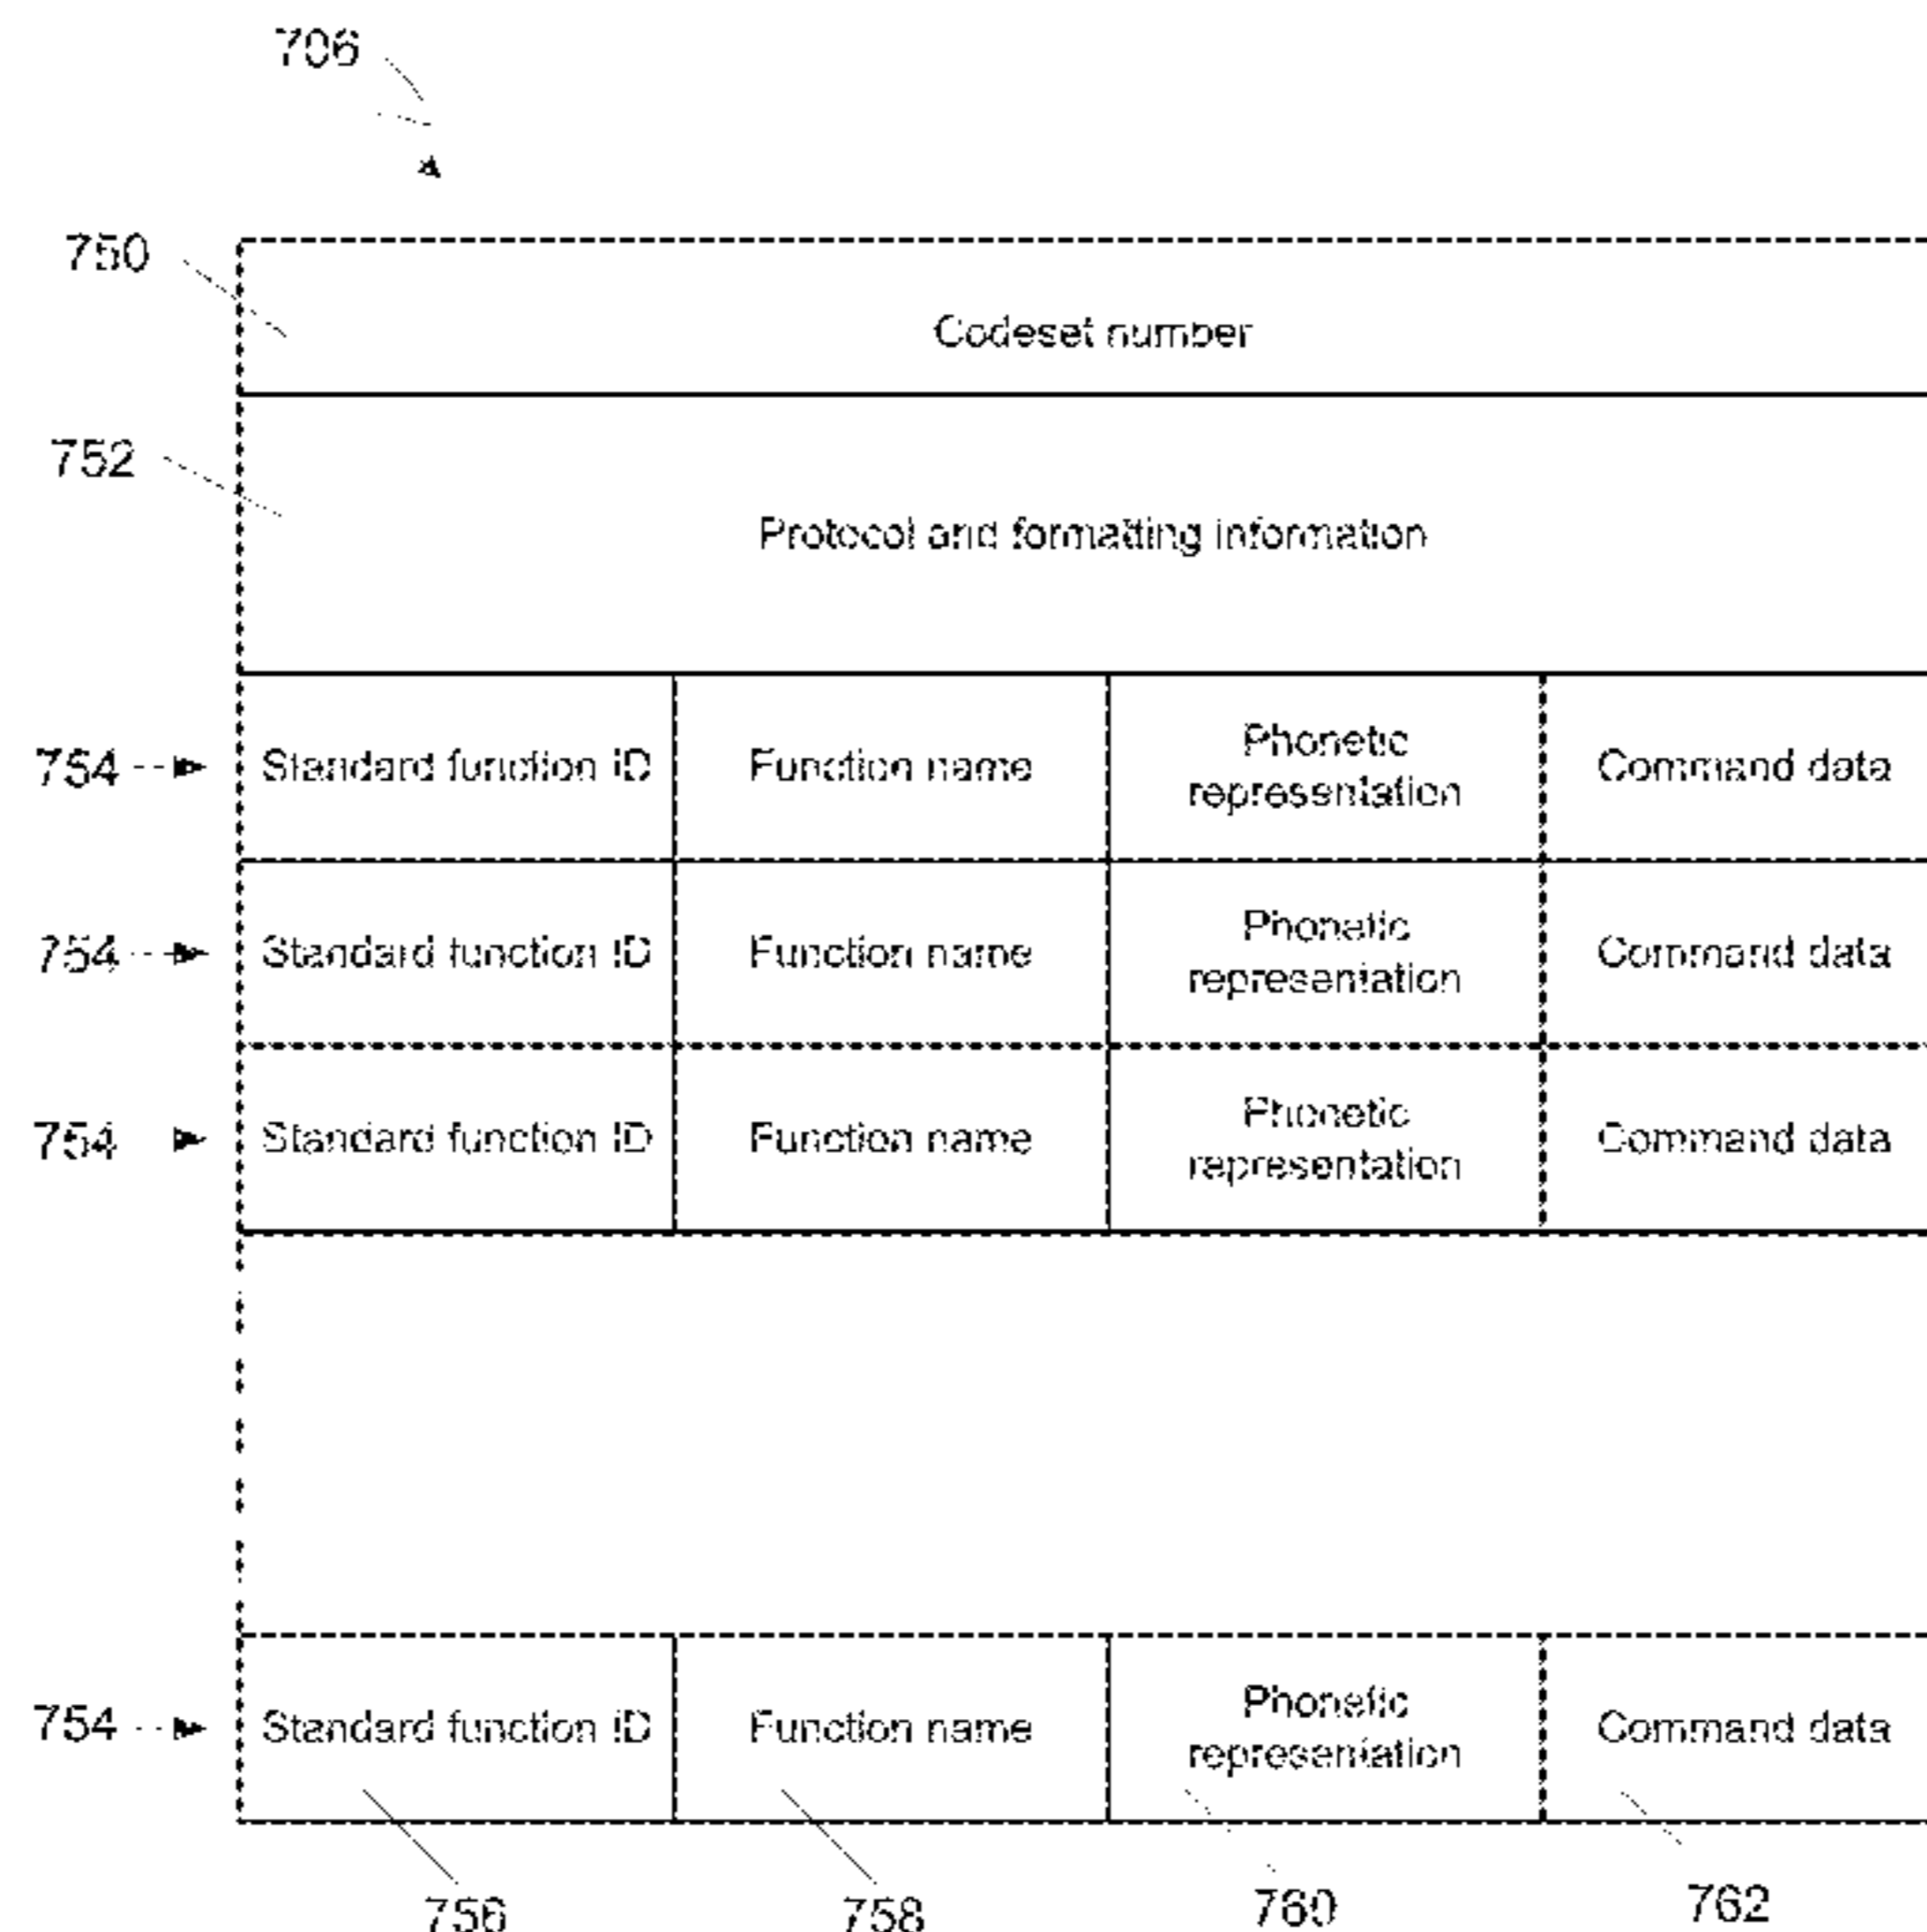 706
750
Codeset number
752
Protocol and formatting information
754 Standard function ID Function name Phonetic representation Command data
754 Standard function ID Function name Phonetic representation Command data
754 Standard function ID Function name Phonetic representation Command data
754 Standard function ID Function name Phonetic representation Command data
756 758 760 762